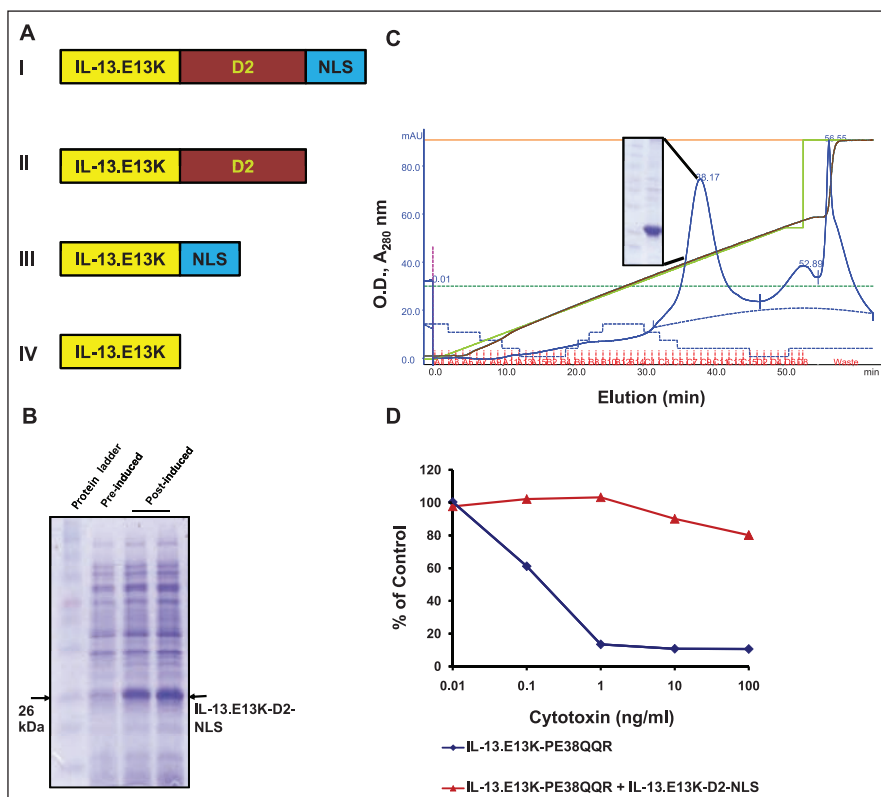 A
I
IL-13.E13K D2 NLS
II
IL-13.E13K D2
III
IL-13.E13K NLS
IV
IL-13.E13K
B
Protein ladder
Pre-induced
Post-induced
26
kDa
IL-13.E13K-D2-
NLS
C
mAU
80.0
60.0
40.0
20.0
0.0
O.D., A280 nm
38.17
56.55
52.89
0.01
0.0 10.0 20.0 30.0 40.0 50.0 min
Waste
Elution (min)
D
120
100
80
60
40
20
0
% of Control
0.01 0.1 1 10 100
Cytotoxin (ng/ml)
IL-13.E13K-PE38QQR
IL-13.E13K-PE38QQR + IL-13.E13K-D2-NLS